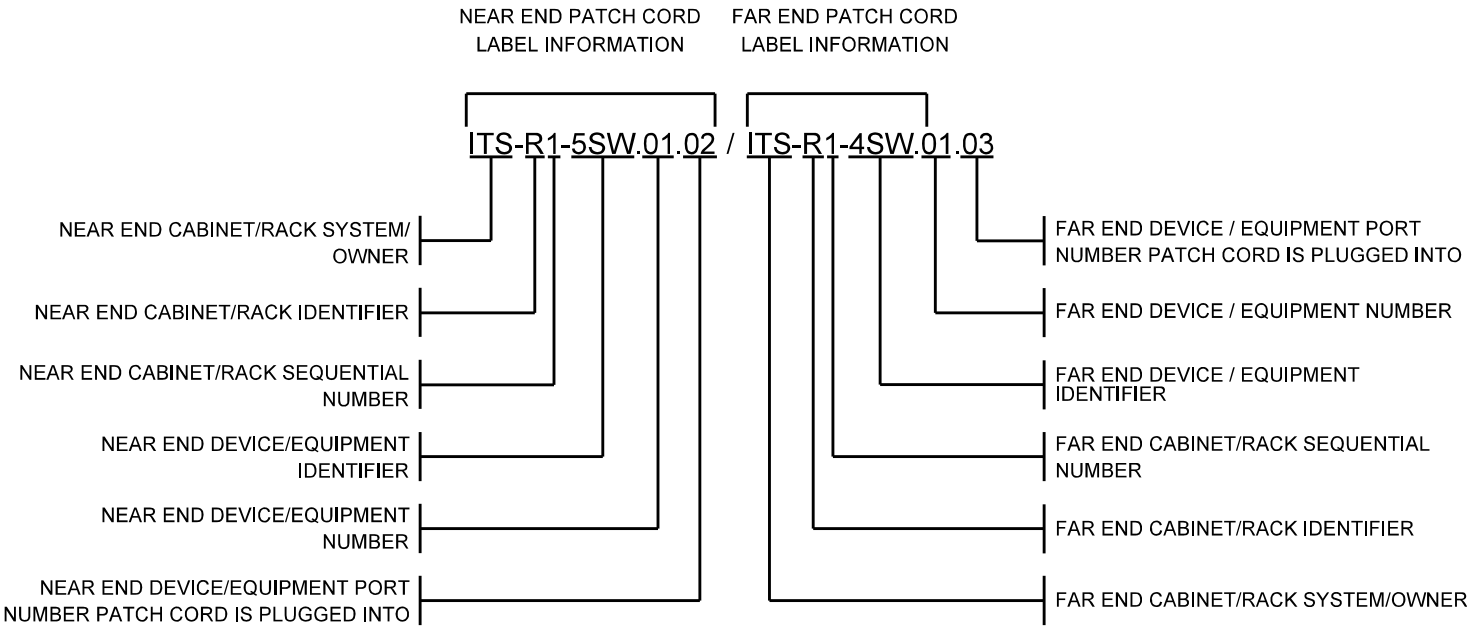 NEAR END PATCH CORD
LABEL INFORMATION
FAR END PATCH CORD
LABEL INFORMATION
ITS-R1-5SW.01.02 / ITS-R1-4SW.01.03
NEAR END CABINET/RACK SYSTEM/
OWNER
NEAR END CABINET/RACK IDENTIFIER
NEAR END CABINET/RACK SEQUENTIAL
NUMBER
NEAR END DEVICE/EQUIPMENT
IDENTIFIER
NEAR END DEVICE/EQUIPMENT
NUMBER
NEAR END DEVICE/EQUIPMENT PORT
NUMBER PATCH CORD IS PLUGGED INTO
FAR END DEVICE / EQUIPMENT PORT
NUMBER PATCH CORD IS PLUGGED INTO
FAR END DEVICE / EQUIPMENT NUMBER
FAR END DEVICE / EQUIPMENT
IDENTIFIER
FAR END CABINET/RACK SEQUENTIAL
NUMBER
FAR END CABINET/RACK IDENTIFIER
FAR END CABINET/RACK SYSTEM/OWNER